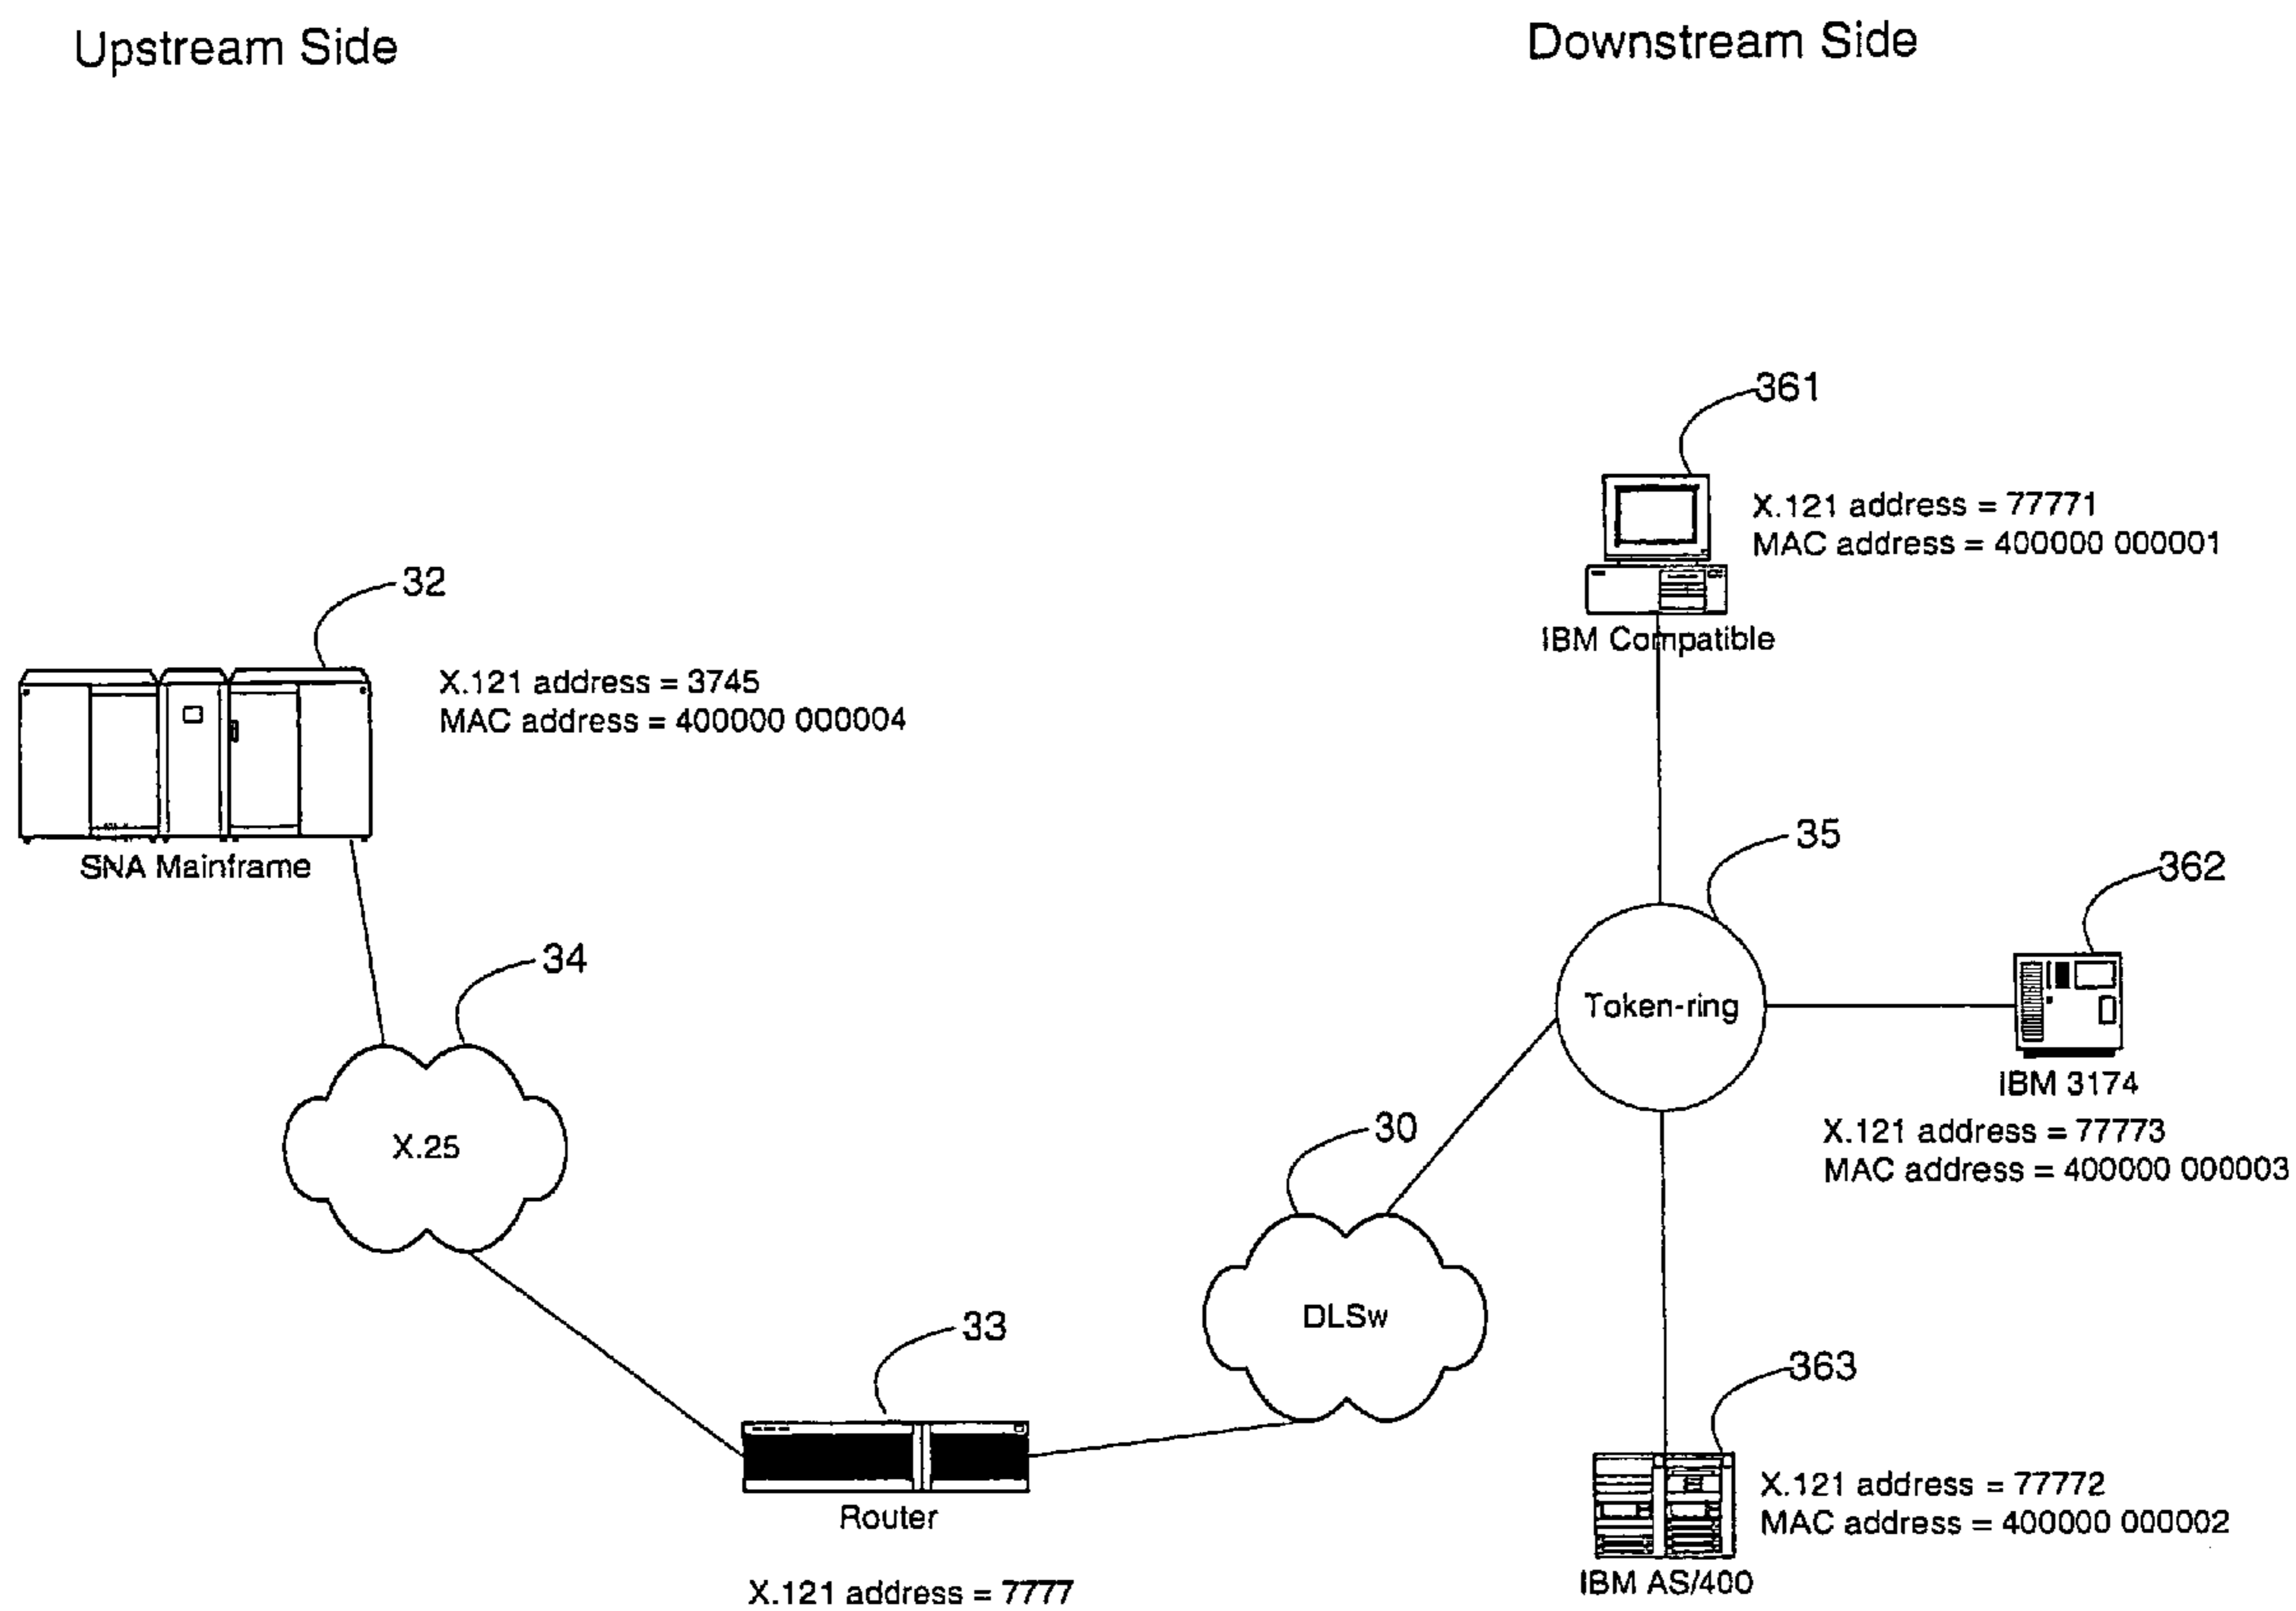 Upstream Side
Downstream Side
361
X.121 address = 77771
MAC address = 400000 000001
IBM Compatible
32
X.121 address = 3745
MAC address = 400000 000004
SNA Mainframe
35
362
Token-ring
IBM 3174
X.121 address = 77773
MAC address = 400000 000003
34
X.25
30
DLSw
33
Router
X.121 address = 7777
363
X.121 address = 77772
MAC address = 400000 000002
IBM AS/400